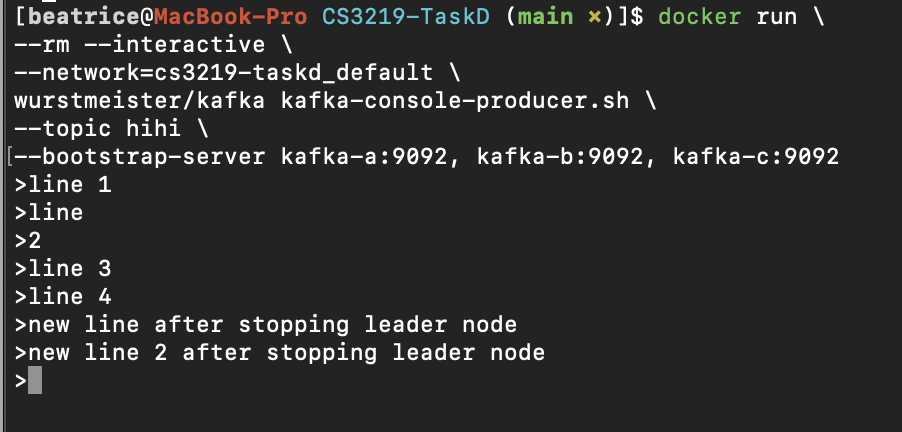 [beatrice@MacBook-Pro CS3219-TaskD (main ×)]$ docker run \
--rm --interactive \
--network=cs3219-taskd_default \
wurstmeister/kafka kafka-console-producer.sh \
--topic hihi \
[--bootstrap-server kafka-a:9092, kafka-b:9092, kafka-c:9092
>line 1
>line
>2
>line 3
>line 4
>new line after stopping leader node
>new line 2 after stopping leader node
>